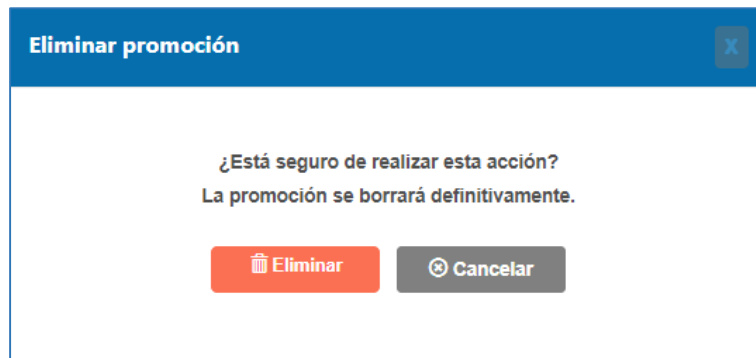 Eliminar promoción
X
¿Está seguro de realizar esta acción?
La promoción se borrará definitivamente.
Eliminar
Cancelar